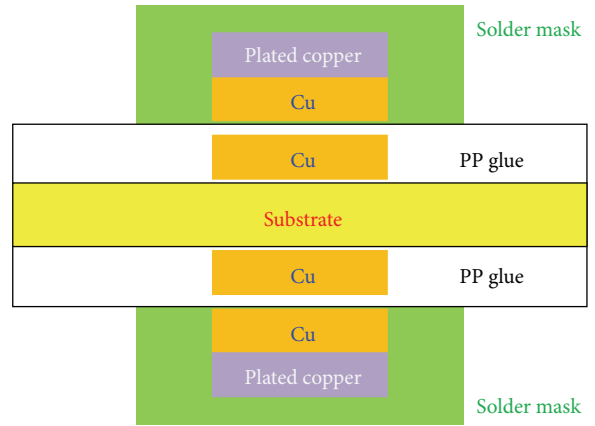 Solder mask
Plated copper
Cu
Cu
PP glue
Substrate
Cu
PP glue
Cu
Plated copper
Solder mask